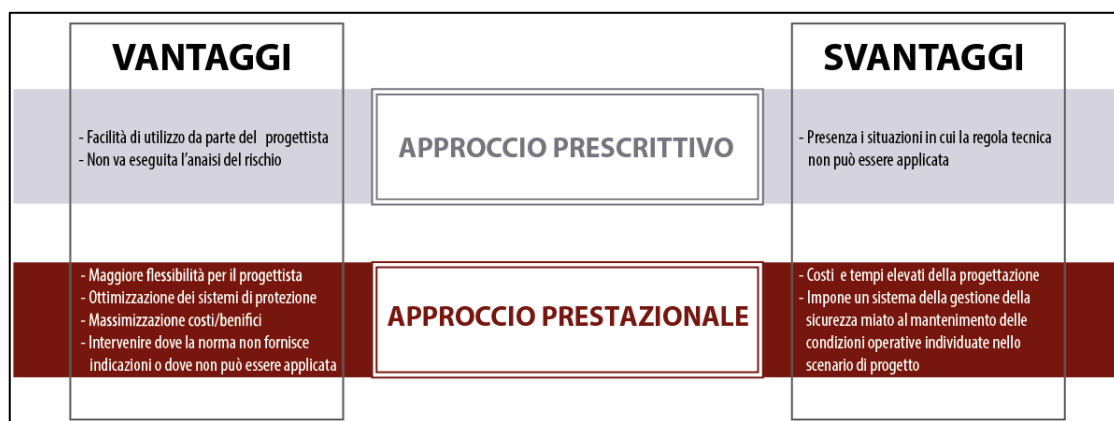 VANTAGGI
SVANTAGGI
- Facilità di utilizzo da parte del progettista
- Non va eseguita l'anaisi del rischio
APPROCCIO PRESCRITTIVO
- Presenza i situazioni in cui la regola tecnica
non può essere applicata
- Maggiore flessibilità per il progettista
- Ottimizzazione dei sistemi di protezione
- Massimizzazione costi/benifici
- Intervenire dove la norma non fornisce
indicazioni o dove non può essere applicata
APPROCCIO PRESTAZIONALE
- Costi e tempi elevati della progettazione
- Impone un sistema della gestione della
sicurezza miato al mantenimento delle
condizioni operative individuate nello
scenario di progetto